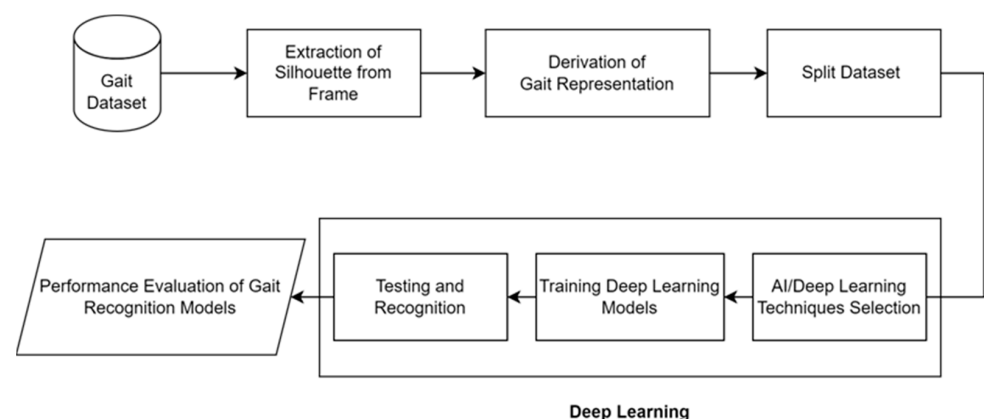 Gait
Dataset
Extraction of
Silhouette from
Frame
Derivation of
Gait Representation
Split Dataset
Performance Evaluation of Gait
Recognition Models
Testing and
Recognition
Training Deep Learning
Models
AI/Deep Learning
Techniques Selection
Deep Learning